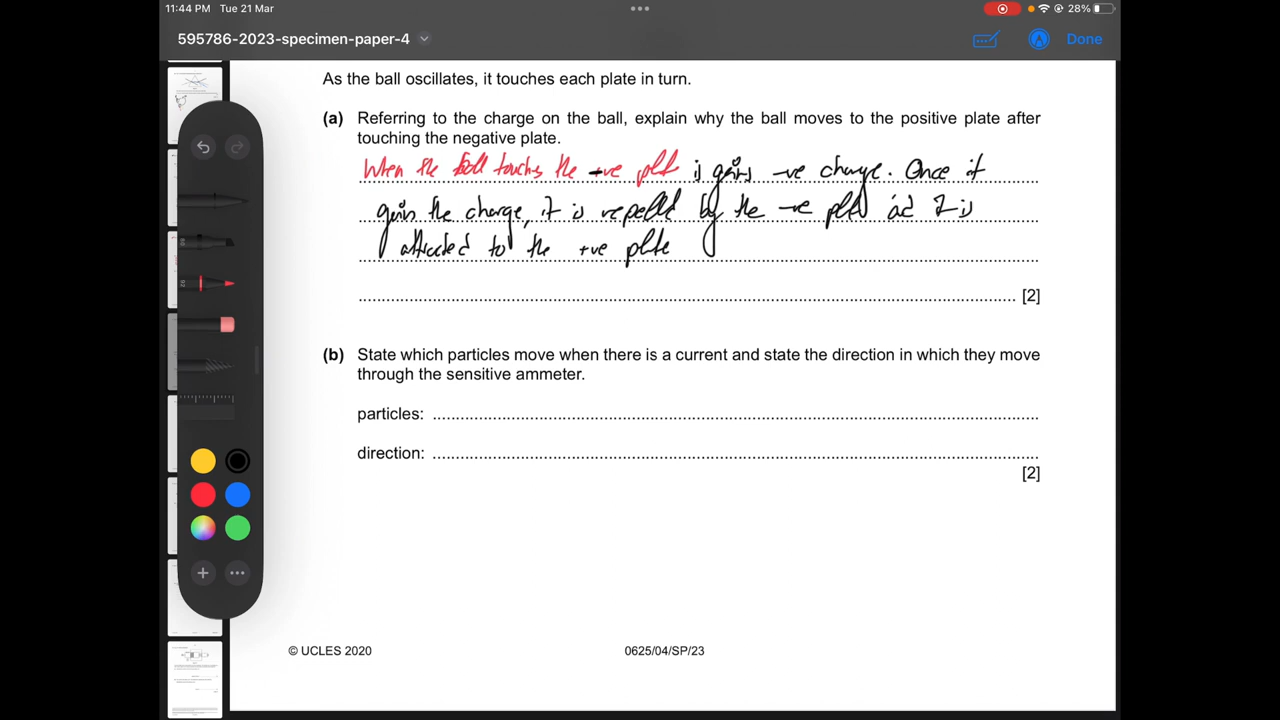 11:44 PM Tue 21 Mar
28%
595786-2023-specimen-paper-4
Done
As the ball oscillates, it touches each plate in turn.
(a) Referring to the charge on the ball, explain why the ball moves to the positive plate after
touching the negative plate.
When the ball touches the -ve plate is gains -ve charge. Once it
gains the charge, it is repelled by the -ve plate ad it is
attracted to the +ve plate
[2]
(b) State which particles move when there is a current and state the direction in which they move
through the sensitive ammeter.
particles:
direction:
[2]
© UCLES 2020
0625/04/SP/23